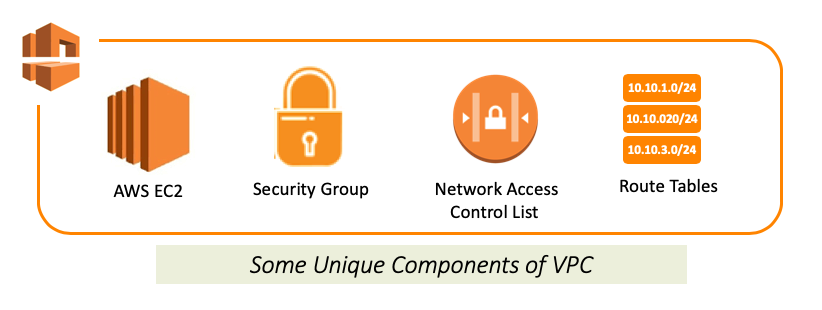 10.10.1.0/24
10.10.020/24
10.10.3.0/24
AWS EC2
Security Group
Network Access
Control List
Route Tables
Some Unique Components of VPC